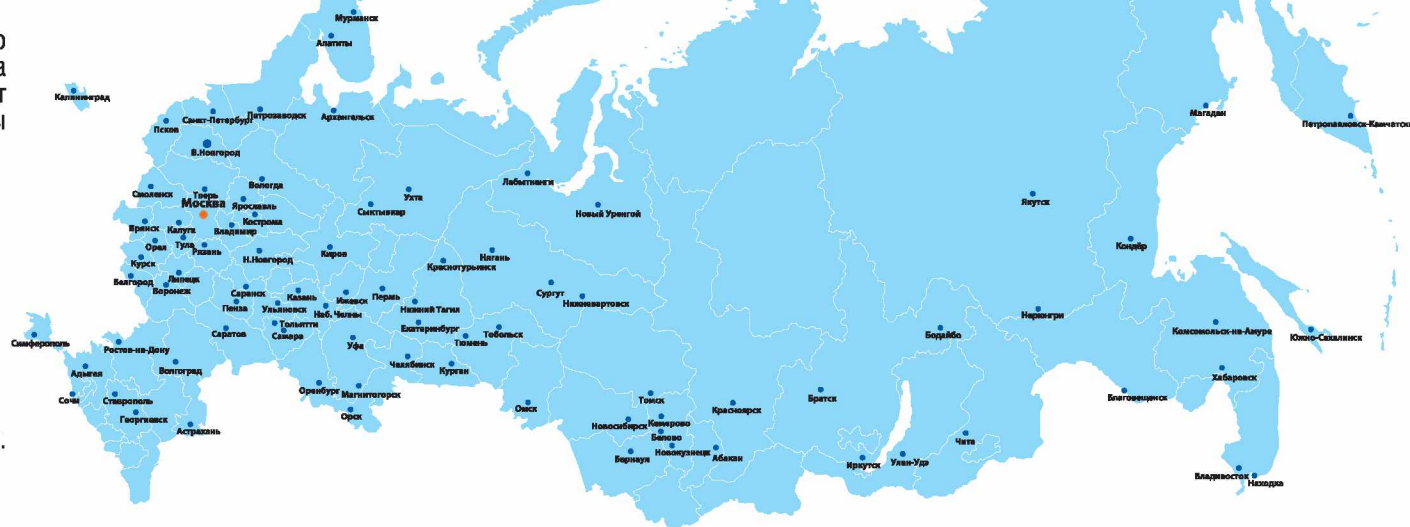 о
а
т
ы
.
Мурманск
Апатиты
Калининград
Санкт-Петербург
Петрозаводск
Архангельск
Псков
В.Новгород
Смоленск
Тверь
Вологда
Москва
Ярославль
Кострома
Владимир
Брянск
Калуга
Тула
Рязань
Орел
Курск
Белгород
Липецк
Воронеж
Н.Новгород
Киров
Сыктывкар
Ухта
Лабытнанги
Новый Уренгой
Нягань
Краснотурьинск
Сургут
Нижневартовск
Саранск
Пенза
Казань
Ульяновск
Наб. Челны
Ижевск
Пермь
Нижний Тагил
Екатеринбург
Тюмень
Тобольск
Тольятти
Самара
Саратов
Уфа
Челябинск
Курган
Оренбург
Магнитогорск
Орск
Симферополь
Ростов-на-Дону
Волгоград
Адыгея
Сочи
Ставрополь
Георгиевск
Астрахань
Омск
Томск
Новосибирск
Кемерово
Белово
Новокузнецк
Барнаул
Абакан
Красноярск
Братск
Иркутск
Улан-Удэ
Чита
Бодайбо
Нерюнгри
Якутск
Кондёр
Магадан
Петропавловск-Камчатски
Комсомольск-на-Амуре
Южно-Сахалинск
Хабаровск
Благовещенск
Владивосток
Находка